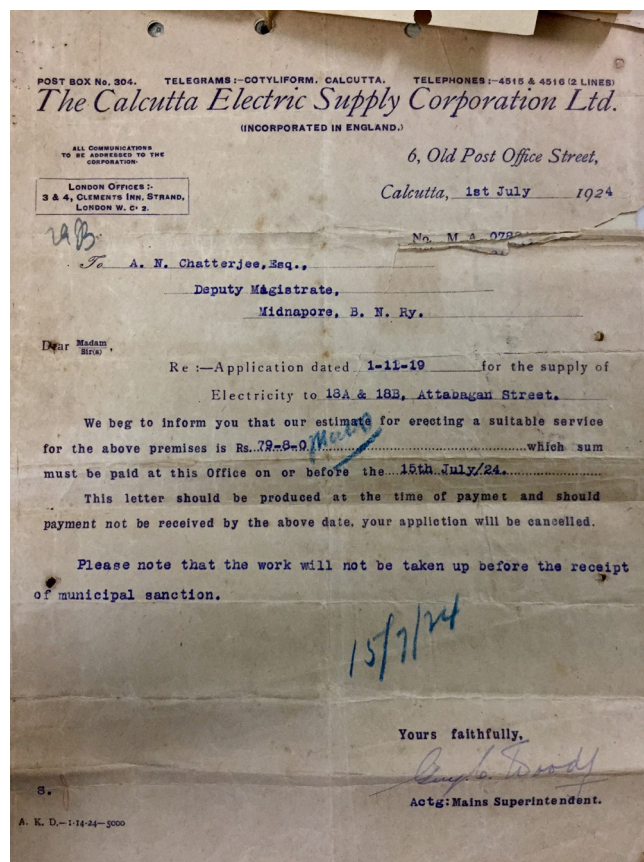 POST BOX No. 304. TELEGRAMS:-COTYLIFORM. CALCUTTA. TELEPHONES:-4515 & 4516 (2 LINES)
The Calcutta Electric Supply Corporation Ltd.
(INCORPORATED IN ENGLAND.)
ALL COMMUNICATIONS
TO BE ADDRESSED TO THE
CORPORATION.
6, Old Post Office Street,
LONDON OFFICES:-
3 & 4, CLEMENTS INN, STRAND,
LONDON W. C. 2.
Calcutta, 1st July 1924
No. M.A.
To A. N. Chatterjee, Esq.,
Deputy Magistrate,
Midnapore, B. N. Ry.
Dear Madam
Sir(s),
Re:—Application dated 1-11-19 for the supply of
Electricity to 18A & 18B, Attabagan Street.
We beg to inform you that our estimate for erecting a suitable service
for the above premises is Rs. 79-8-0 which sum
must be paid at this Office on or before the 15th July/24.
This letter should be produced at the time of paymet and should
payment not be received by the above date, your appliction will be cancelled.
Please note that the work will not be taken up before the receipt
of municipal sanction.
15/7/24
Yours faithfully,
Actg: Mains Superintendent.
S.
A. K. D.—1-14-24—5000